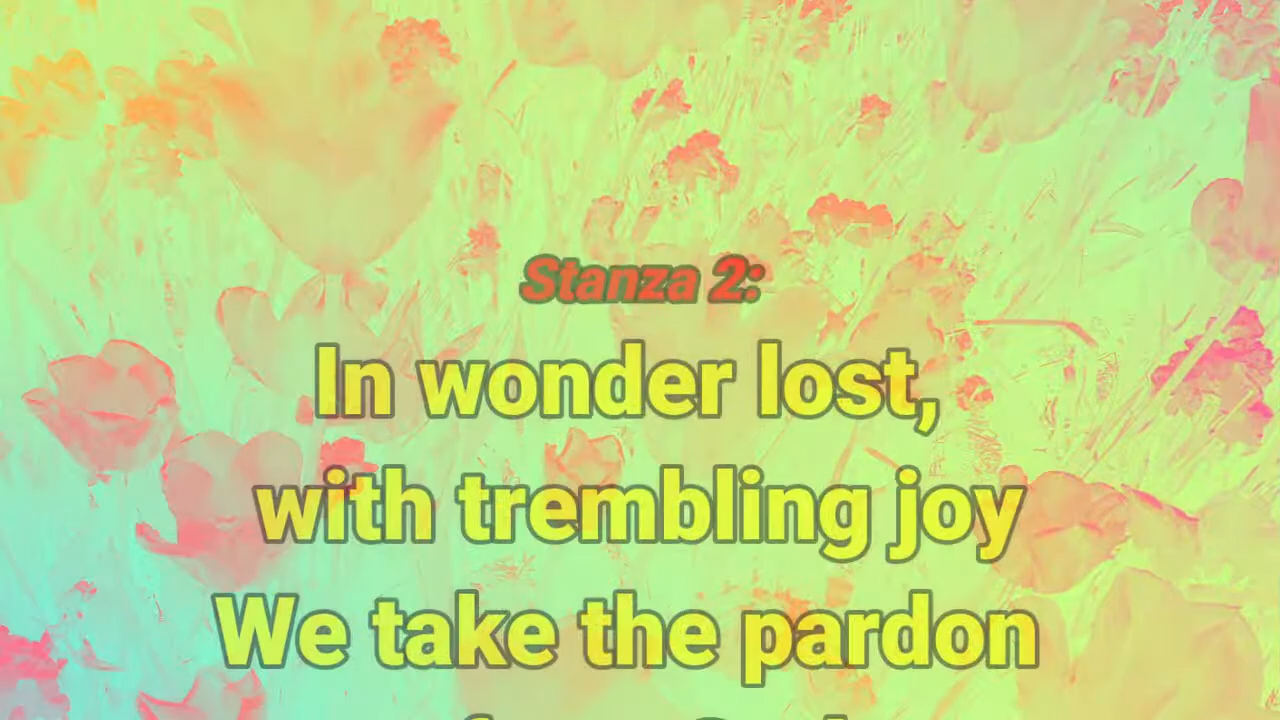 Stanza 2:
In wonder lost,
with trembling joy
We take the pardon